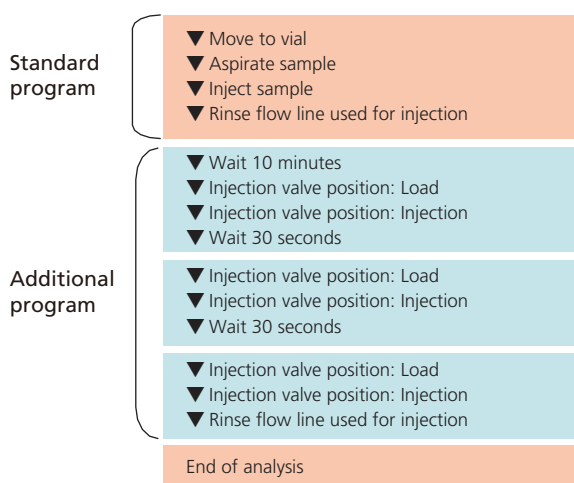 Standard
program
▼ Move to vial
▼ Aspirate sample
▼ Inject sample
▼ Rinse flow line used for injection
Additional
program
▼ Wait 10 minutes
▼ Injection valve position: Load
▼ Injection valve position: Injection
▼ Wait 30 seconds
▼ Injection valve position: Load
▼ Injection valve position: Injection
▼ Wait 30 seconds
▼ Injection valve position: Load
▼ Injection valve position: Injection
▼ Rinse flow line used for injection
End of analysis